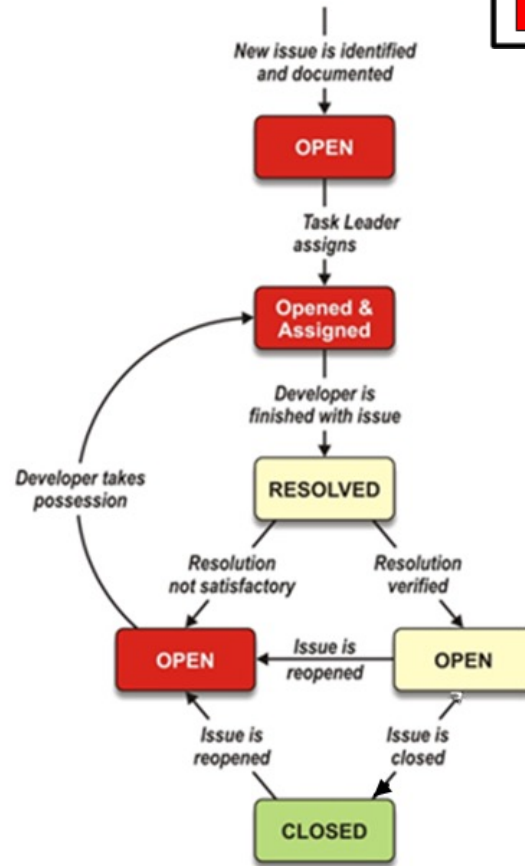 New issue is identified
and documented
OPEN
Task Leader
assigns
Opened &
Assigned
Developer is
finished with issue
RESOLVED
Developer takes
possession
Resolution
not satisfactory
Resolution
verified
OPEN
Issue is
reopened
OPEN
Issue is
reopened
Issue is
closed
CLOSED